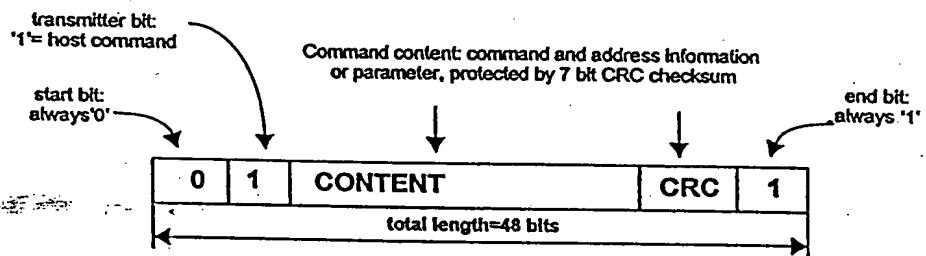 transmitter bit:
'1'= host command
Command content: command and address information
or parameter, protected by 7 bit CRC checksum
start bit:
always'0'
end bit:
always '1'
0 1 CONTENT CRC 1
total length=48 bits